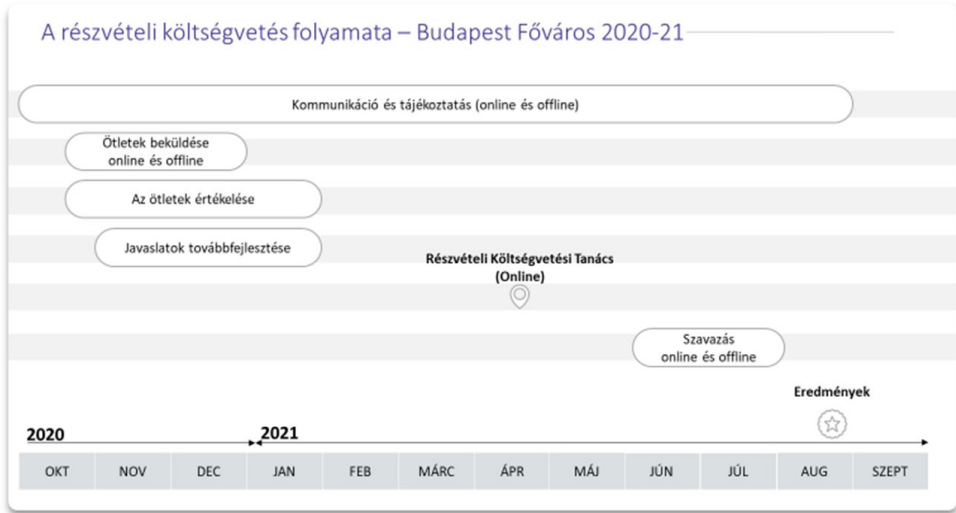 A részvételi költségvetés folyamata – Budapest Főváros 2020-21
Kommunikáció és tájékoztatás (online és offline)
Ötletek beküldése
online és offline
Az ötletek értékelése
Javaslatok továbbfejlesztése
Részvételi Költségvetési Tanács
(Online)
Szavazás
online és offline
Eredmények
2020 2021
OKT NOV DEC JAN FEB MÁRC ÁPR MÁJ JÚN JÚL AUG SZEPT